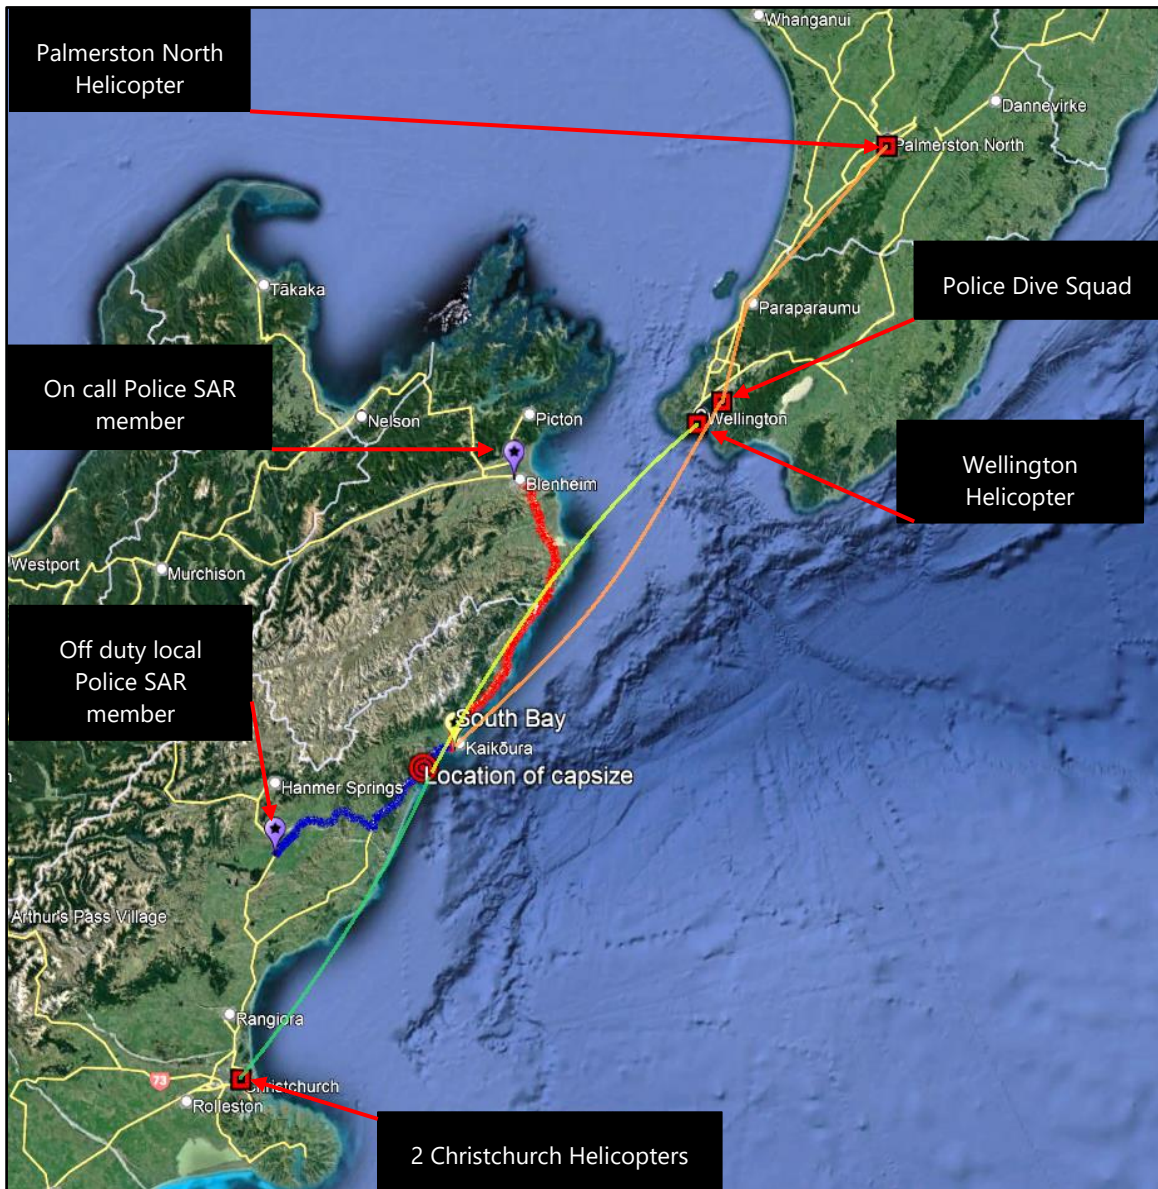 Whanganui
Palmerston North
Helicopter
Dannevirke
Palmerston North
Tākaka
Police Dive Squad
Paraparaumu
On call Police SAR
member
Nelson
Picton
Wellington
Blenheim
Wellington
Helicopter
Westport
Murchison
Off duty local
Police SAR
member
South Bay
Kaikōura
Location of capsize
Hanmer Springs
Arthur's Pass Village
Rangiora
73
Christchurch
Rolleston
2 Christchurch Helicopters